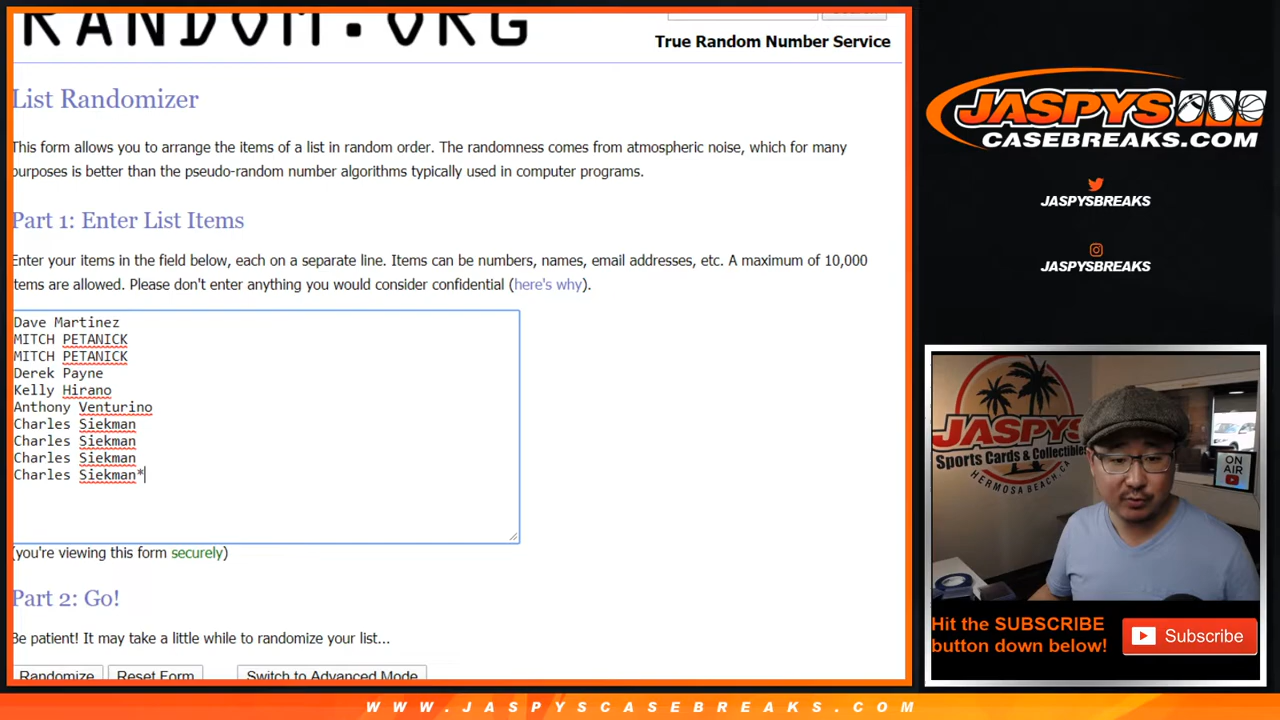 RANDOM.ORG
True Random Number Service
List Randomizer
This form allows you to arrange the items of a list in random order. The randomness comes from atmospheric noise, which for many
purposes is better than the pseudo-random number algorithms typically used in computer programs.
Part 1: Enter List Items
Enter your items in the field below, each on a separate line. Items can be numbers, names, email addresses, etc. A maximum of 10,000
items are allowed. Please don't enter anything you would consider confidential (here's why).
Dave Martinez
MITCH PETANICK
MITCH PETANICK
Derek Payne
Kelly Hirano
Anthony Venturino
Charles Siekman
Charles Siekman
Charles Siekman
Charles Siekman*
(you're viewing this form securely)
Part 2: Go!
Be patient! It may take a little while to randomize your list...
Randomize Reset Form Switch to Advanced Mode
JASPYS
CASEBREAKS.COM
JASPYSBREAKS
JASPYSBREAKS
JASPYS
Sports Cards & Collectibles
HERMOSA BEACH CA
ON
AIR
Hit the SUBSCRIBE
button down below!
Subscribe
WWW.JASPYSCASEBREAKS.COM